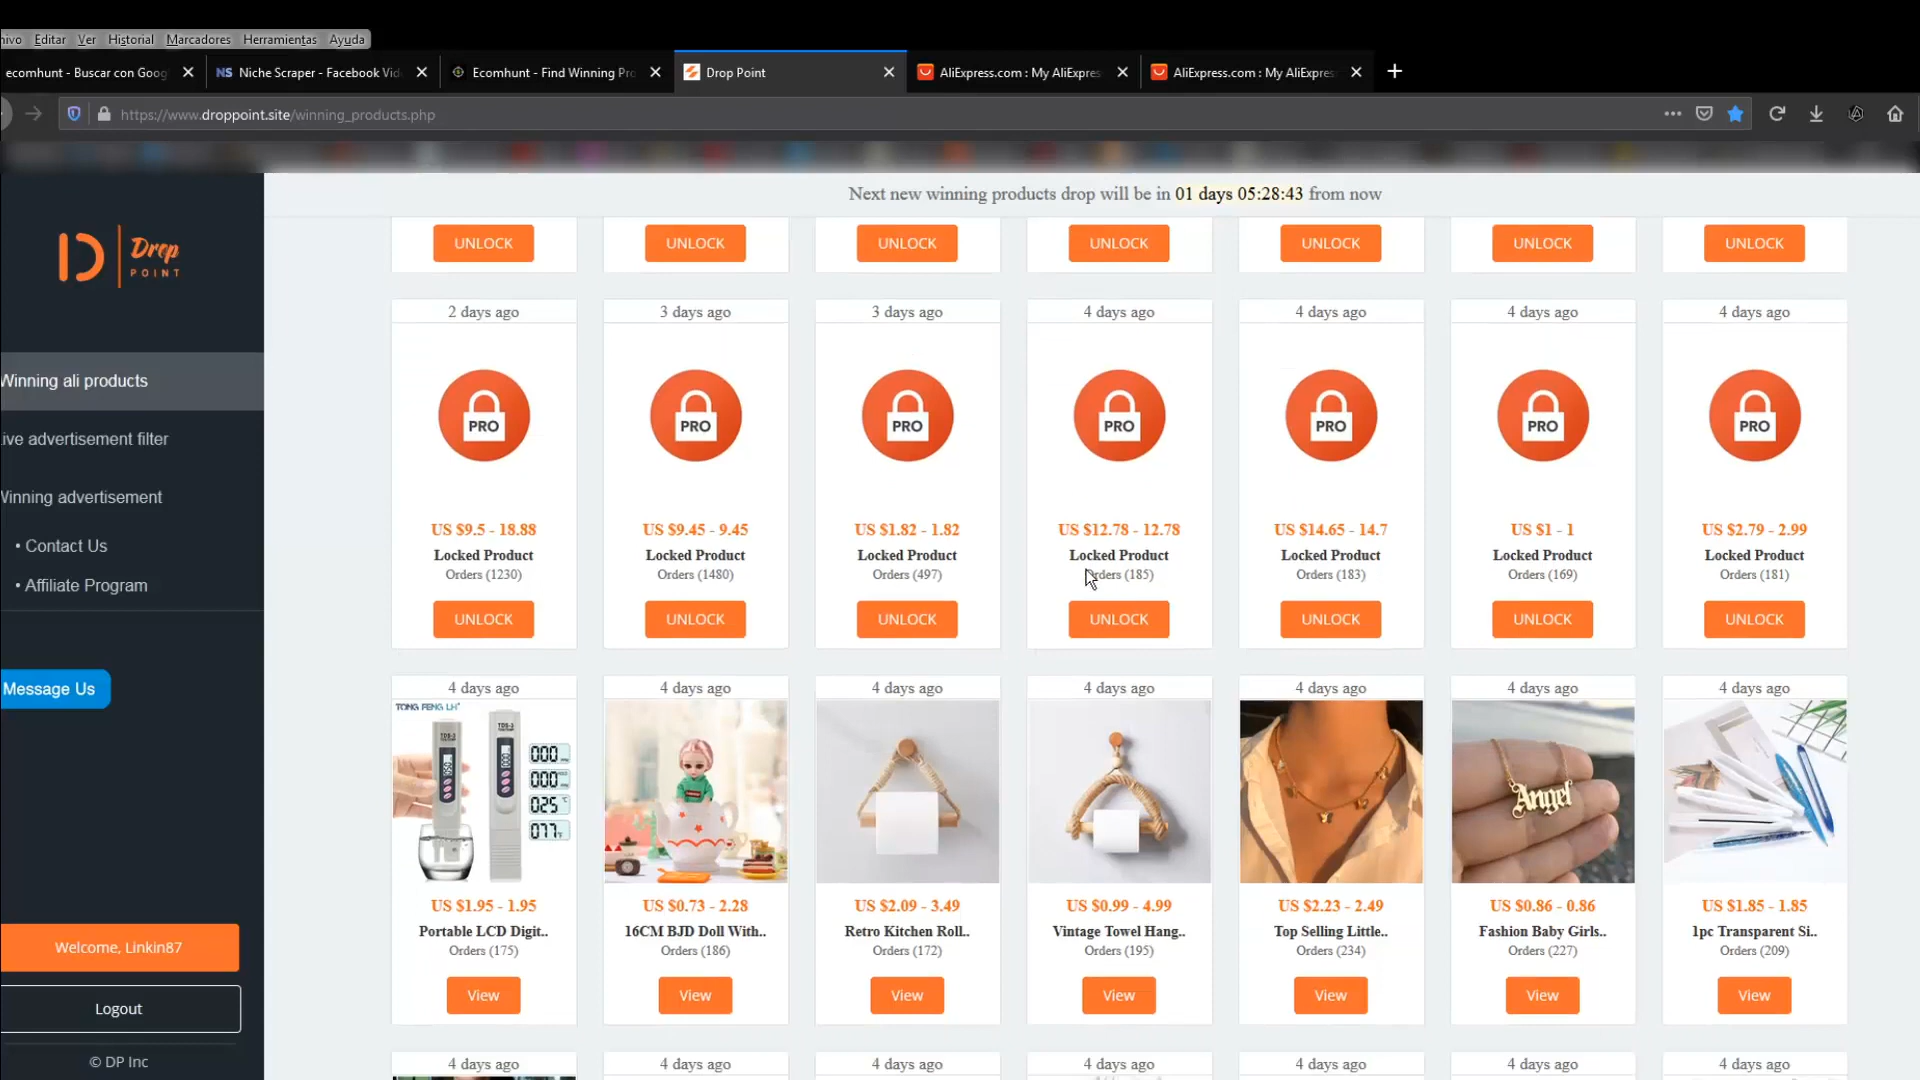 hivo Editar Ver Historial Marcadores Herramientas Ayuda
ecomhunt - Buscar con Goog
NS Niche Scraper - Facebook Vid
Ecomhunt - Find Winning Pr
Drop Point
AliExpress.com : My AliExpres
AliExpress.com : My AliExpres
https://www.droppoint.site/winning_products.php
Next new winning products drop will be in 01 days 05:28:43 from now
D Drop
POINT
Winning ali products
ive advertisement filter
Winning advertisement
• Contact Us
• Affiliate Program
Message Us
Welcome, Linkin87
Logout
© DP Inc
UNLOCK UNLOCK UNLOCK UNLOCK UNLOCK UNLOCK UNLOCK
2 days ago 3 days ago 3 days ago 4 days ago 4 days ago 4 days ago 4 days ago
PRO PRO PRO PRO PRO PRO PRO
US $9.5 - 18.88 US $9.45 - 9.45 US $1.82 - 1.82 US $12.78 - 12.78 US $14.65 - 14.7 US $1 - 1 US $2.79 - 2.99
Locked Product Locked Product Locked Product Locked Product Locked Product Locked Product Locked Product
Orders (1230) Orders (1480) Orders (497) Orders (185) Orders (183) Orders (169) Orders (181)
UNLOCK UNLOCK UNLOCK UNLOCK UNLOCK UNLOCK UNLOCK
4 days ago 4 days ago 4 days ago 4 days ago 4 days ago 4 days ago 4 days ago
TONG FENG LH
TDS-3 TDS-3
000
000
025 °C
077 °F
Angel
US $1.95 - 1.95 US $0.73 - 2.28 US $2.09 - 3.49 US $0.99 - 4.99 US $2.23 - 2.49 US $0.86 - 0.86 US $1.85 - 1.85
Portable LCD Digit.. 16CM BJD Doll With.. Retro Kitchen Roll.. Vintage Towel Hang.. Top Selling Little.. Fashion Baby Girls.. 1pc Transparent Si..
Orders (175) Orders (186) Orders (172) Orders (195) Orders (234) Orders (227) Orders (209)
View View View View View View View
4 days ago 4 days ago 4 days ago 4 days ago 4 days ago 4 days ago 4 days ago